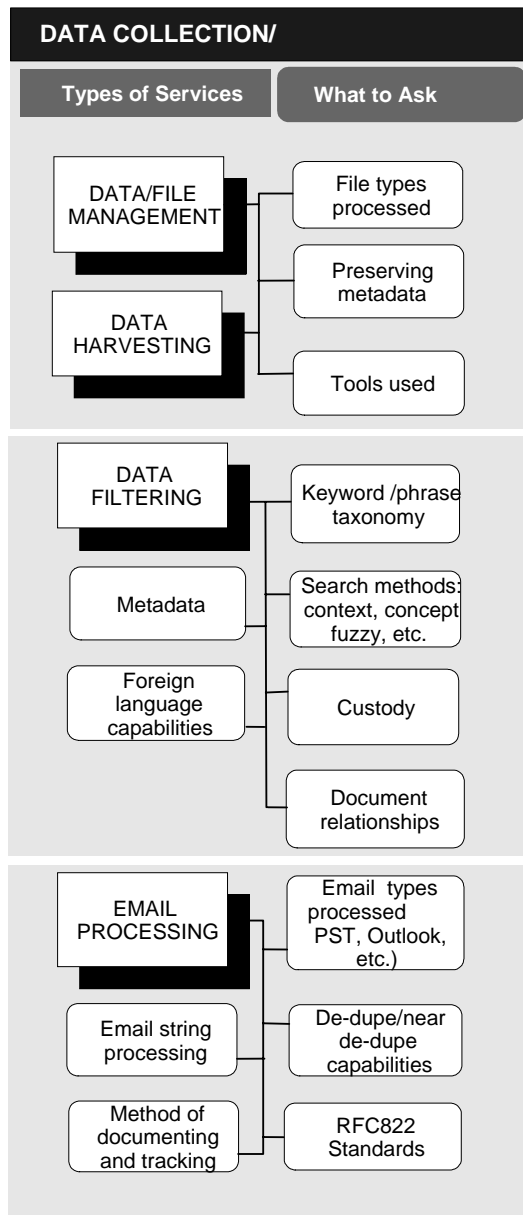 DATA COLLECTION/
Types of Services
What to Ask
DATA/FILE
MANAGEMENT
File types
processed
Preserving
metadata
DATA
HARVESTING
Tools used
DATA
FILTERING
Keyword /phrase
taxonomy
Metadata
Search methods:
context, concept
fuzzy, etc.
Foreign
language
capabilities
Custody
Document
relationships
EMAIL
PROCESSING
Email types
processed
PST, Outlook,
etc.)
Email string
processing
De-dupe/near
de-dupe
capabilities
Method of
documenting
and tracking
RFC822
Standards